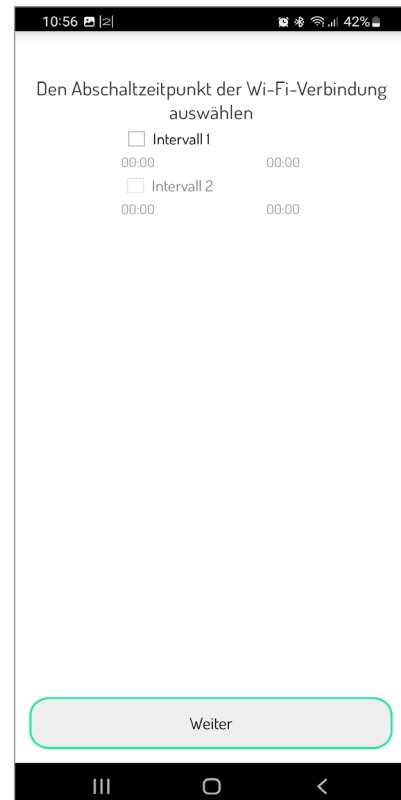 10:56 |2| 42%
Den Abschaltzeitpunkt der Wi-Fi-Verbindung
auswählen
Intervall 1
00:00 00:00
Intervall 2
00:00 00:00
Weiter